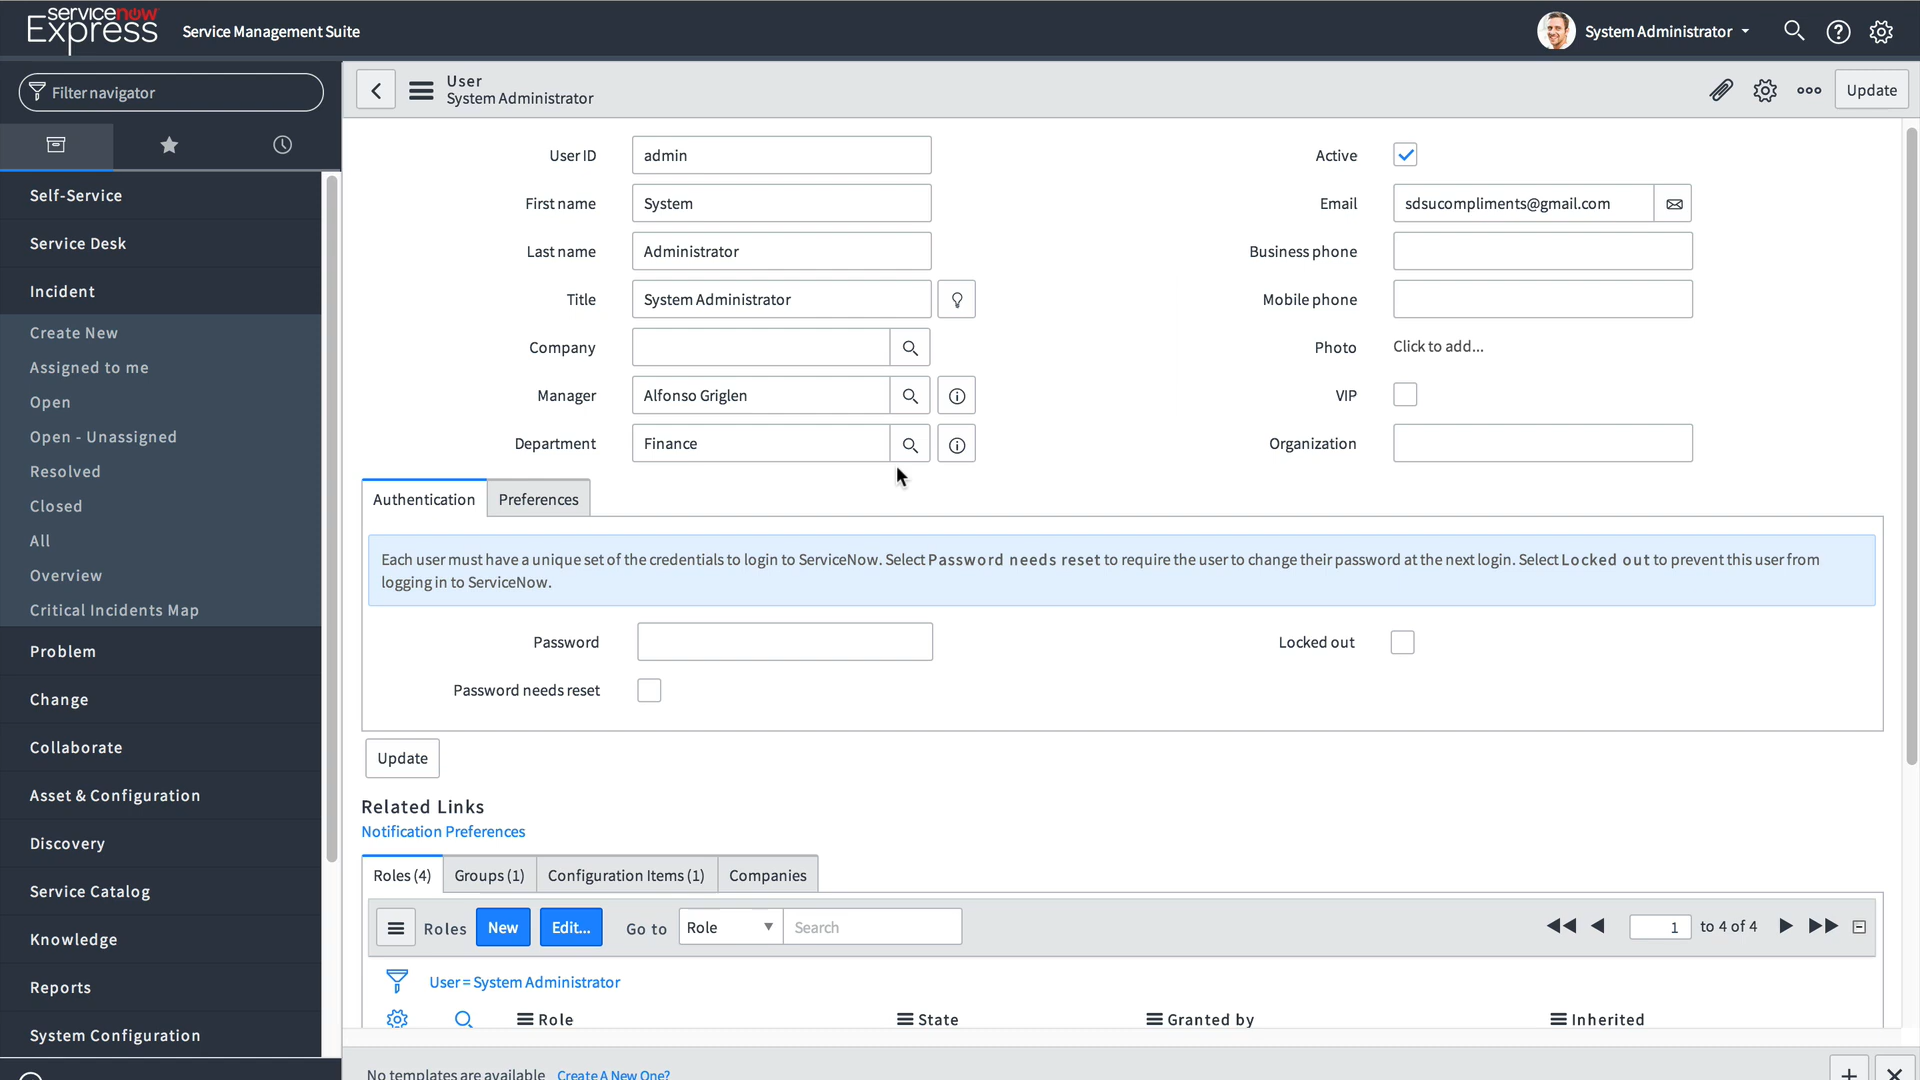 servicenow
Express
Service Management Suite
System Administrator
Filter navigator
User
System Administrator
Update
Self-Service
Service Desk
Incident
Create New
Assigned to me
Open
Open - Unassigned
Resolved
Closed
All
Overview
Critical Incidents Map
Problem
Change
Collaborate
Asset & Configuration
Discovery
Service Catalog
Knowledge
Reports
System Configuration
User ID admin
First name System
Last name Administrator
Title System Administrator
Company
Manager Alfonso Griglen
Department Finance
Active
Email sdsucompliments@gmail.com
Business phone
Mobile phone
Photo Click to add...
VIP
Organization
Authentication Preferences
Each user must have a unique set of the credentials to login to ServiceNow. Select Password needs reset to require the user to change their password at the next login. Select Locked out to prevent this user from
logging in to ServiceNow.
Password
Locked out
Password needs reset
Update
Related Links
Notification Preferences
Roles (4) Groups (1) Configuration Items (1) Companies
Roles New Edit... Go to Role Search 1 to 4 of 4
User = System Administrator
Role State Granted by Inherited
No templates are available Create A New One?